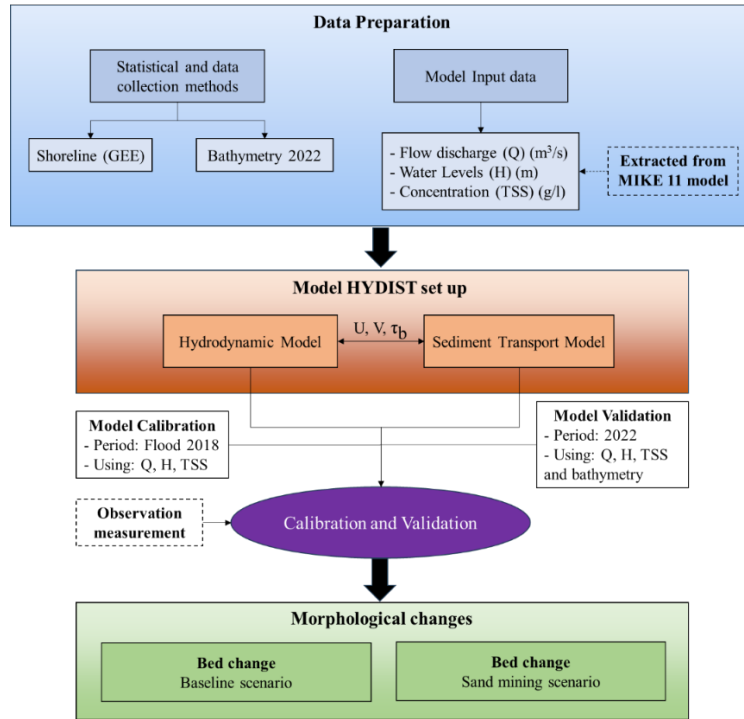 Data Preparation
Statistical and data
collection methods
Model Input data
Shoreline (GEE)
Bathymetry 2022
- Flow discharge (Q) (m³/s)
- Water Levels (H) (m)
- Concentration (TSS) (g/l)
Extracted from
MIKE 11 model
Model HYDIST set up
Hydrodynamic Model
U, V, τb
Sediment Transport Model
Model Calibration
- Period: Flood 2018
- Using: Q, H, TSS
Model Validation
- Period: 2022
- Using: Q, H, TSS
and bathymetry
Observation
measurement
Calibration and Validation
Morphological changes
Bed change
Baseline scenario
Bed change
Sand mining scenario